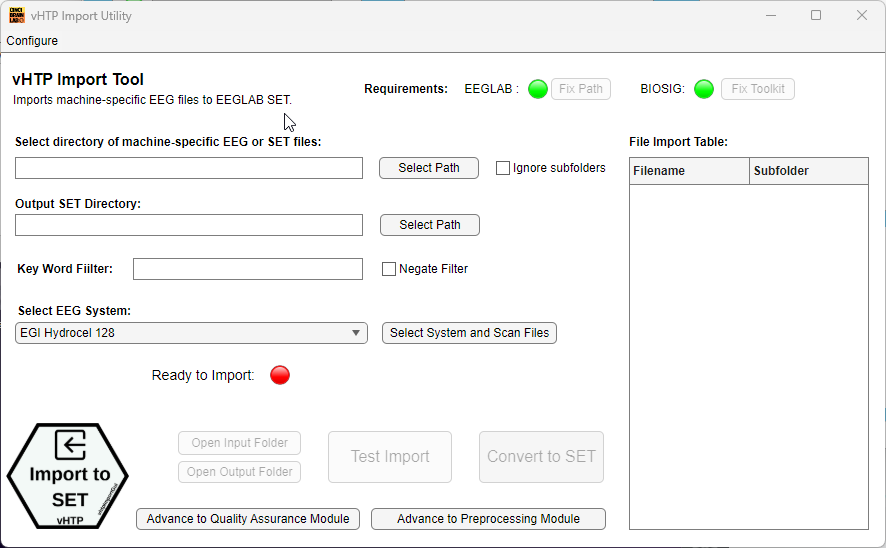 CINCI
BRAIN
LAB
vHTP Import Utility
Configure
vHTP Import Tool
Imports machine-specific EEG files to EEGLAB SET.
Requirements: EEGLAB : Fix Path BIOSIG: Fix Toolkit
Select directory of machine-specific EEG or SET files:
Select Path Ignore subfolders
Output SET Directory:
Select Path
Key Word Fiilter: Negate Filter
Select EEG System:
EGI Hydrocel 128 Select System and Scan Files
Ready to Import:
File Import Table:
Filename Subfolder
Import to
SET
vHTP
Open Input Folder
Open Output Folder
Test Import
Convert to SET
Advance to Quality Assurance Module Advance to Preprocessing Module